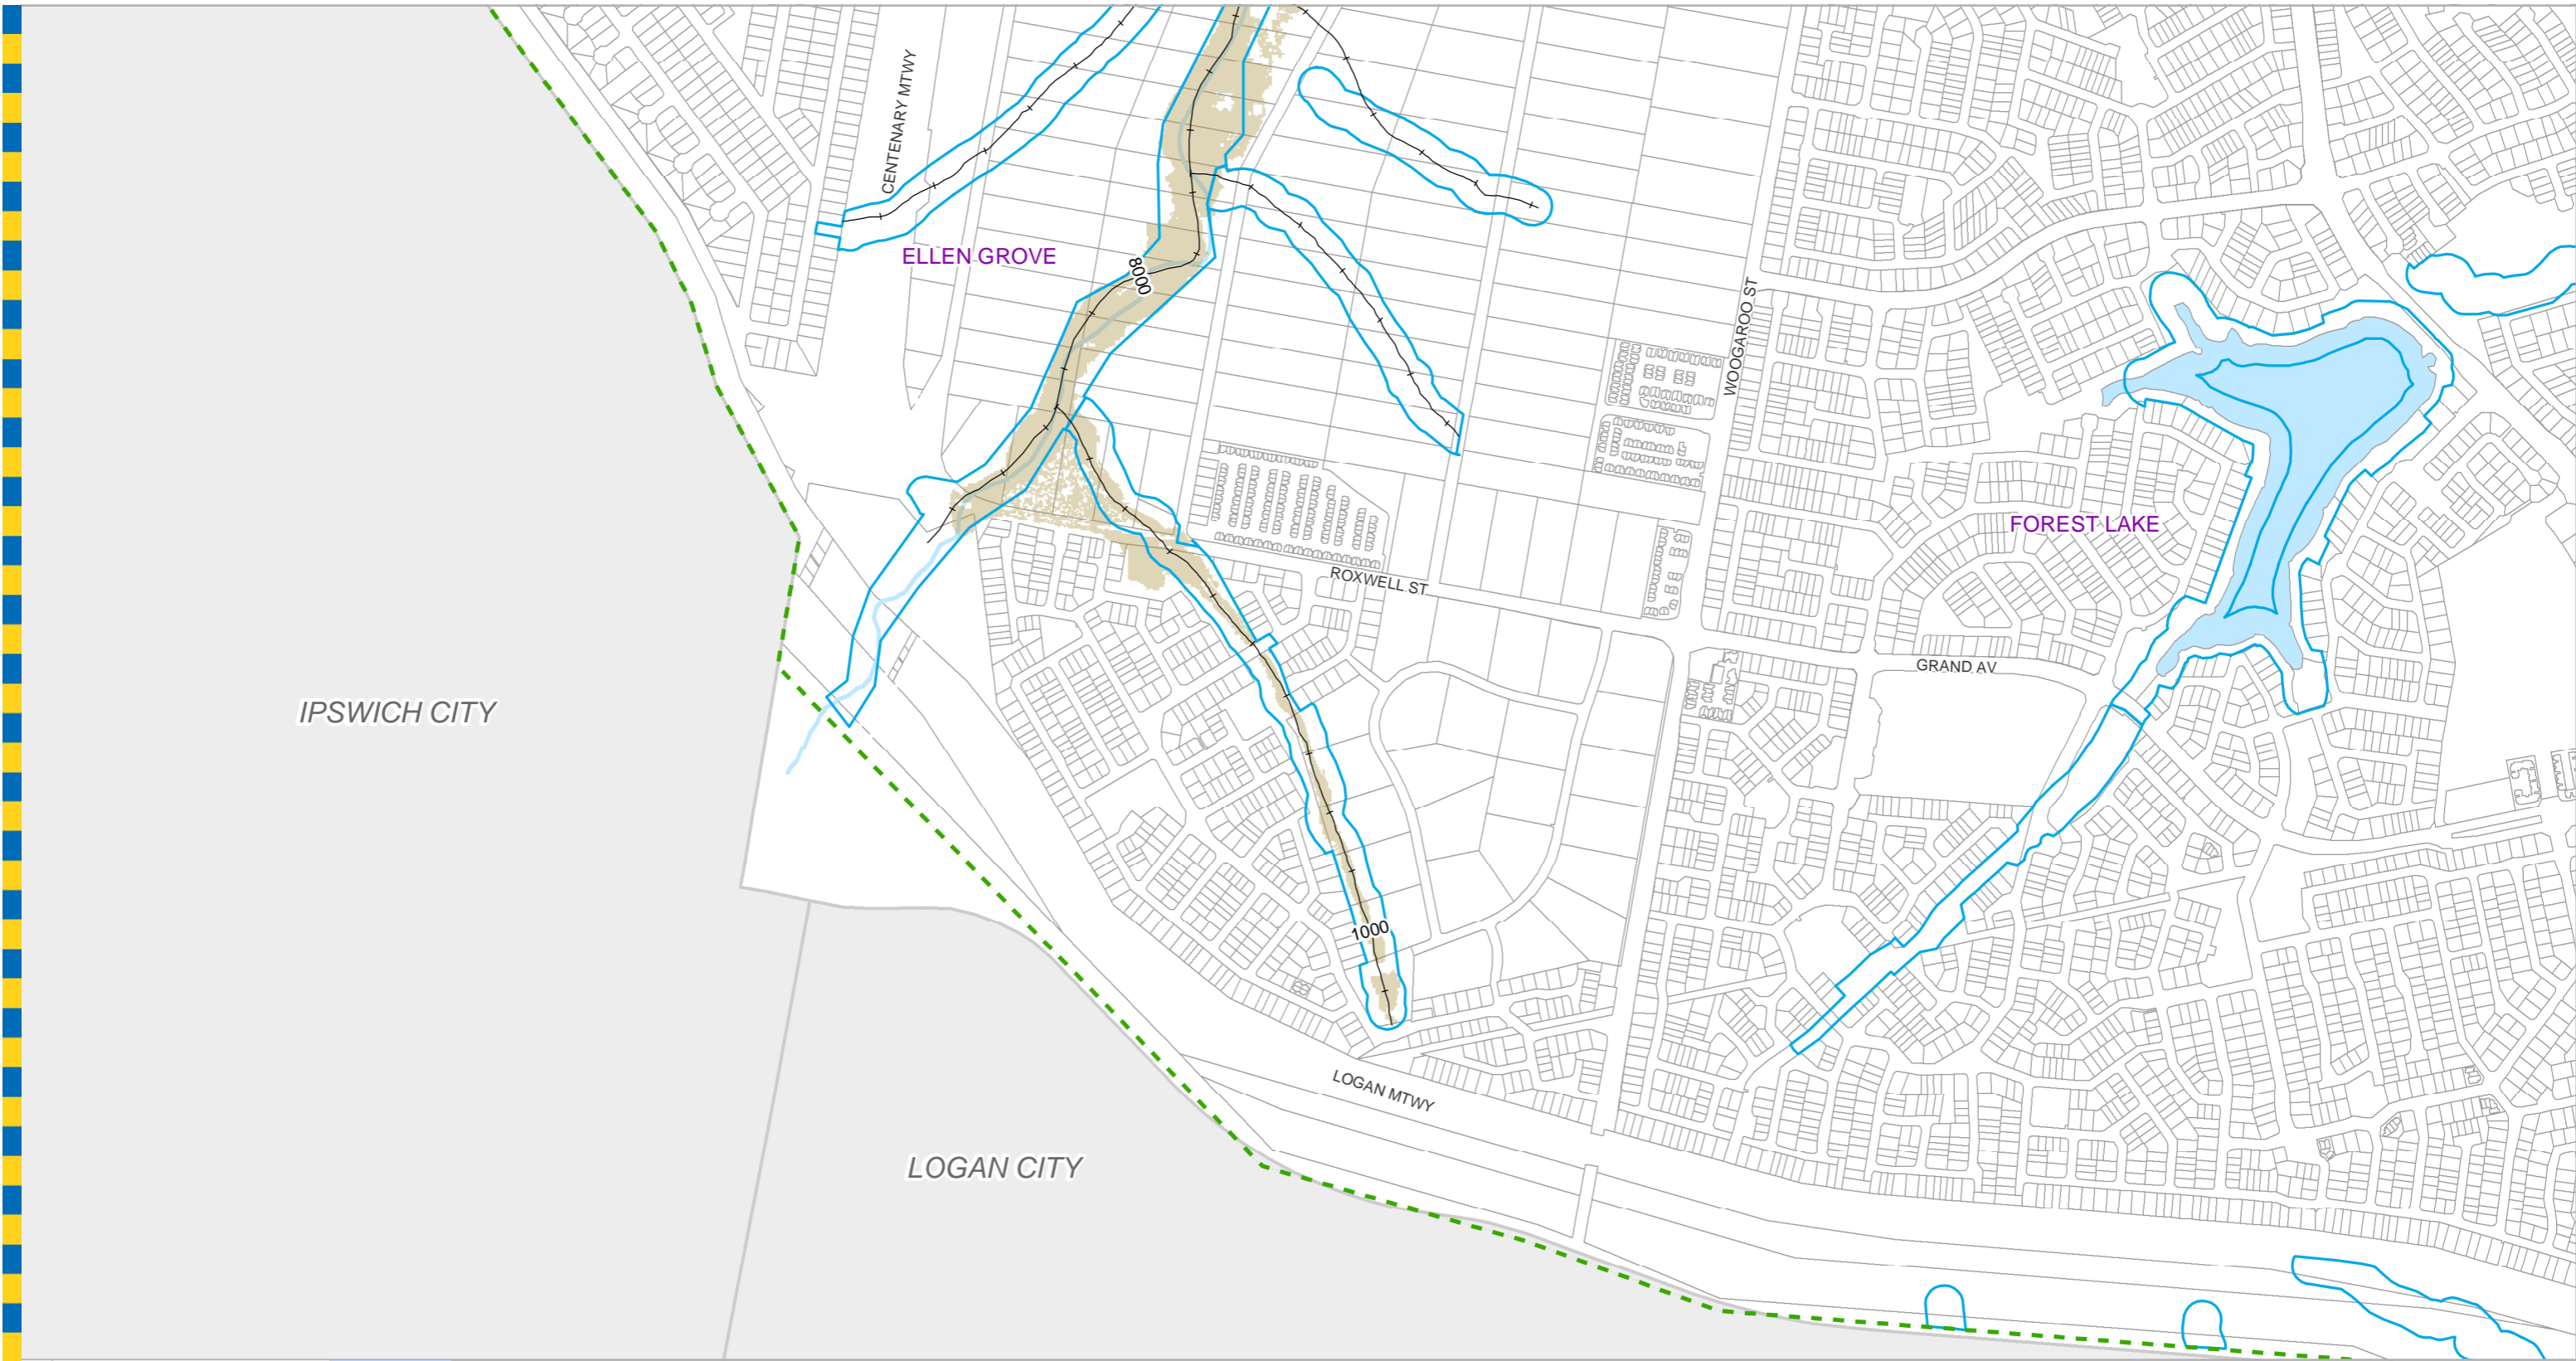 CENTENARY MTWY
ELLEN GROVE
8000
WOOGAROO ST
FOREST LAKE
ROXWELL ST
GRAND AV
IPSWICH CITY
1000
LOGAN MTWY
LOGAN CITY